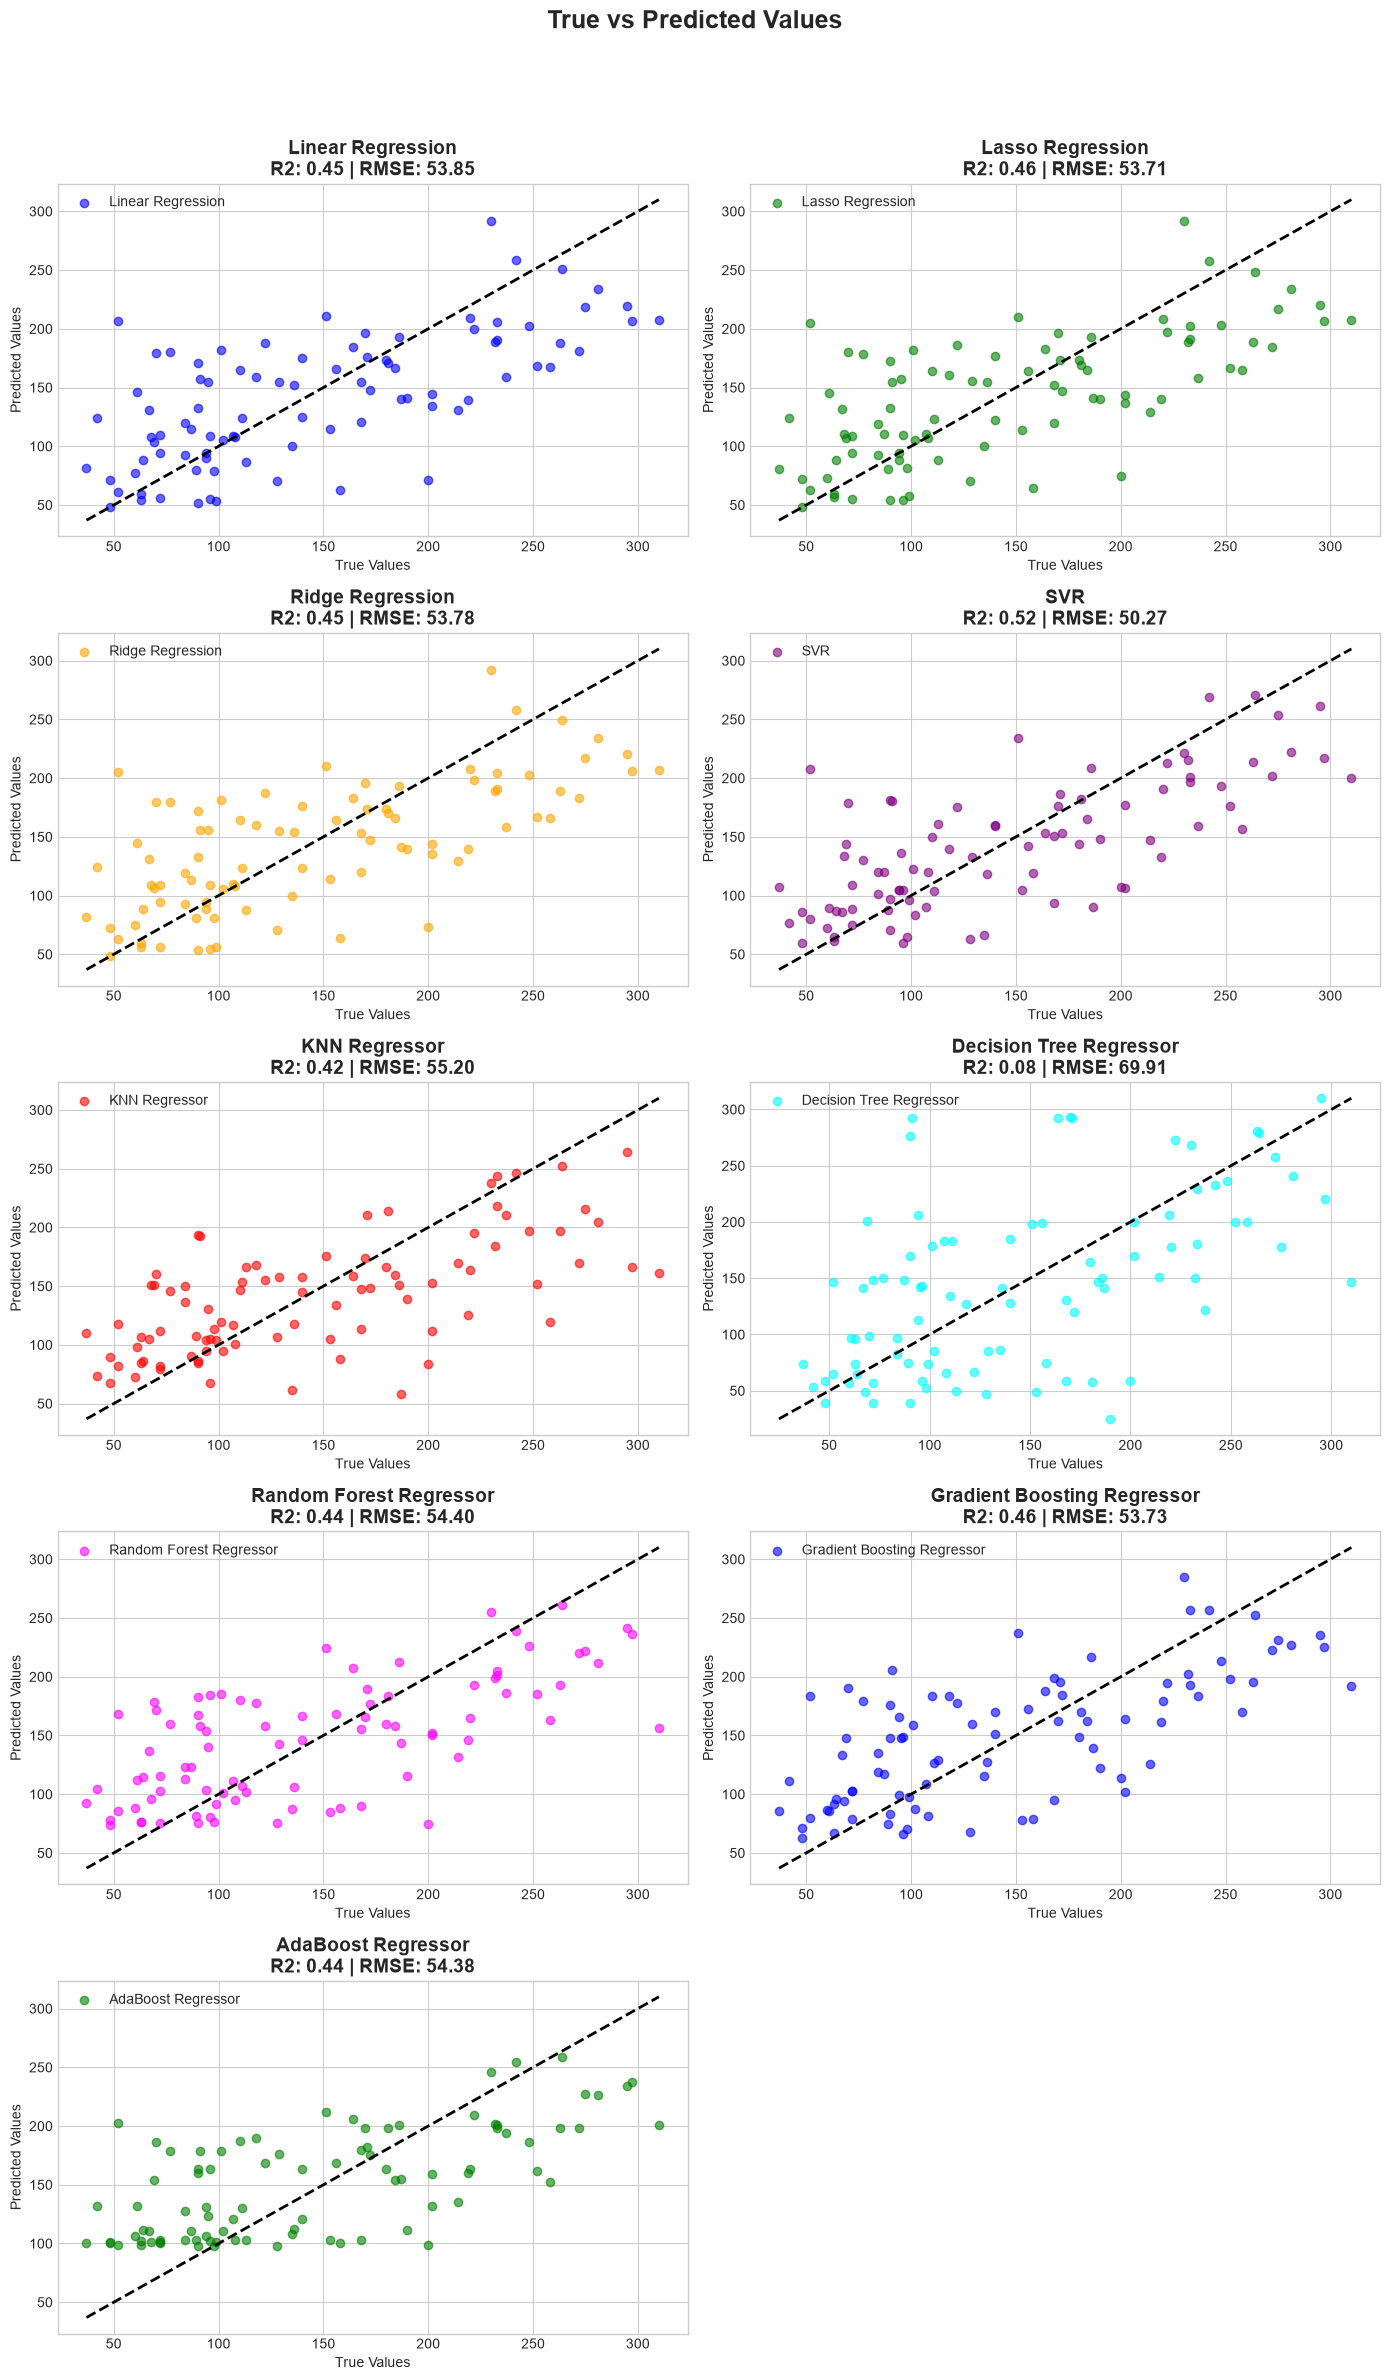 True vs Predicted Values
Linear Regression
R2: 0.45 | RMSE: 53.85
Linear Regression
300
250
200
150
100
50
Predicted Values
50 100 150 200 250 300
True Values
Lasso Regression
R2: 0.46 | RMSE: 53.71
Lasso Regression
300
250
200
150
100
50
Predicted Values
50 100 150 200 250 300
True Values
Ridge Regression
R2: 0.45 | RMSE: 53.78
Ridge Regression
300
250
200
150
100
50
Predicted Values
50 100 150 200 250 300
True Values
SVR
R2: 0.52 | RMSE: 50.27
SVR
300
250
200
150
100
50
Predicted Values
50 100 150 200 250 300
True Values
KNN Regressor
R2: 0.42 | RMSE: 55.20
KNN Regressor
300
250
200
150
100
50
Predicted Values
50 100 150 200 250 300
True Values
Decision Tree Regressor
R2: 0.08 | RMSE: 69.91
Decision Tree Regressor
300
250
200
150
100
50
Predicted Values
50 100 150 200 250 300
True Values
Random Forest Regressor
R2: 0.44 | RMSE: 54.40
Random Forest Regressor
300
250
200
150
100
50
Predicted Values
50 100 150 200 250 300
True Values
Gradient Boosting Regressor
R2: 0.46 | RMSE: 53.73
Gradient Boosting Regressor
300
250
200
150
100
50
Predicted Values
50 100 150 200 250 300
True Values
AdaBoost Regressor
R2: 0.44 | RMSE: 54.38
AdaBoost Regressor
300
250
200
150
100
50
Predicted Values
50 100 150 200 250 300
True Values